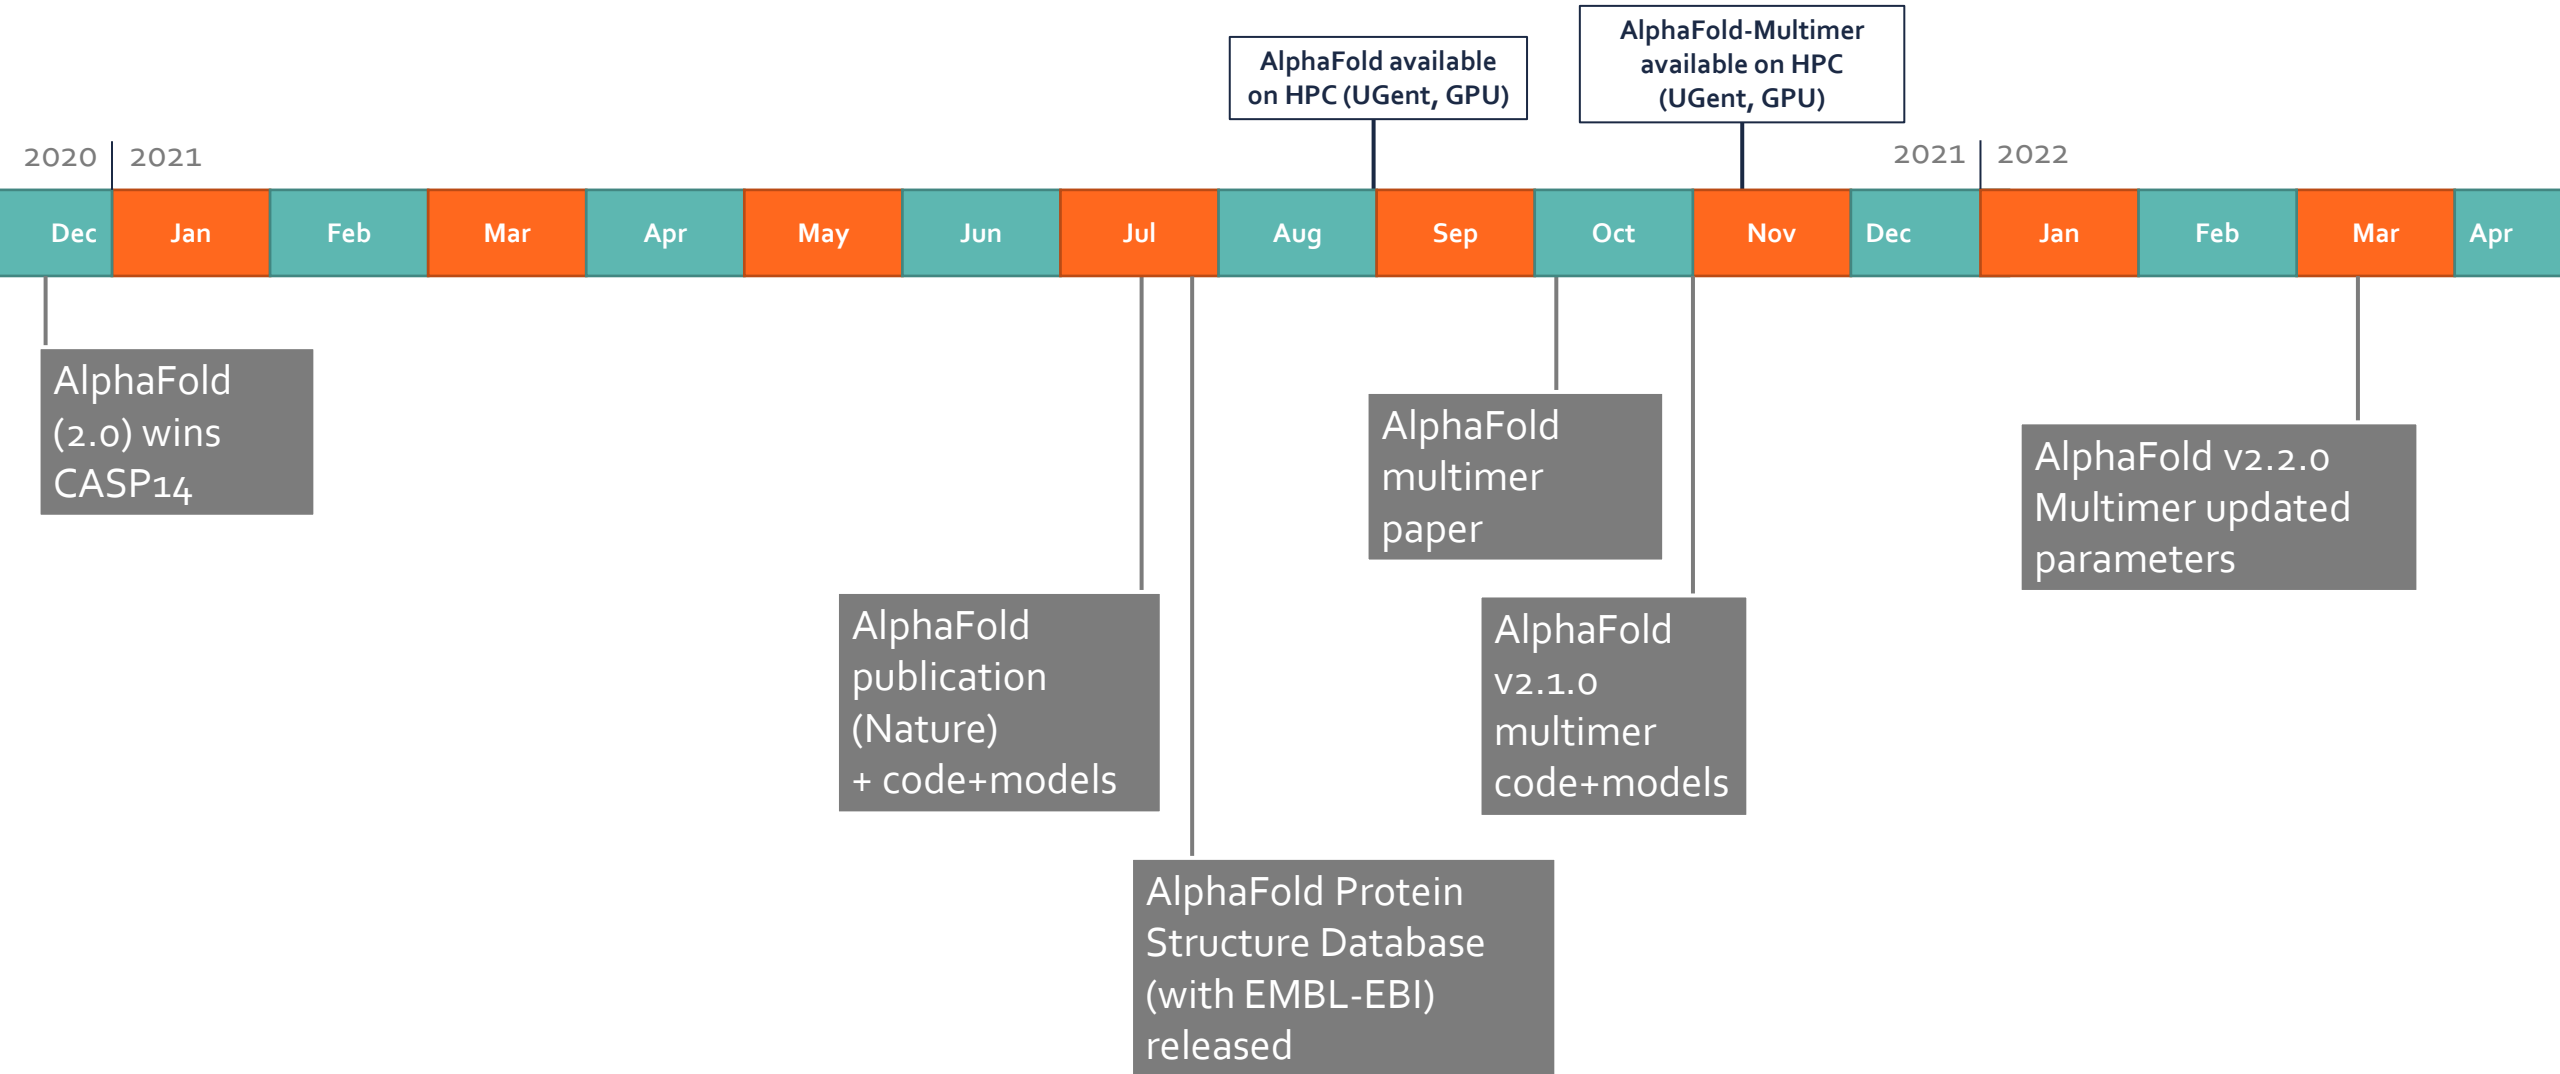 AlphaFold available
on HPC (UGent, GPU)
AlphaFold-Multimer
available on HPC
(UGent, GPU)
2020 2021
2021 2022
Dec Jan Feb Mar Apr May Jun Jul Aug Sep Oct Nov Dec Jan Feb Mar Apr
AlphaFold
(2.0) wins
CASP14
AlphaFold
publication
(Nature)
+ code+models
AlphaFold Protein
Structure Database
(with EMBL-EBI)
released
AlphaFold
multimer
paper
AlphaFold
v2.1.0
multimer
code+models
AlphaFold v2.2.0
Multimer updated
parameters